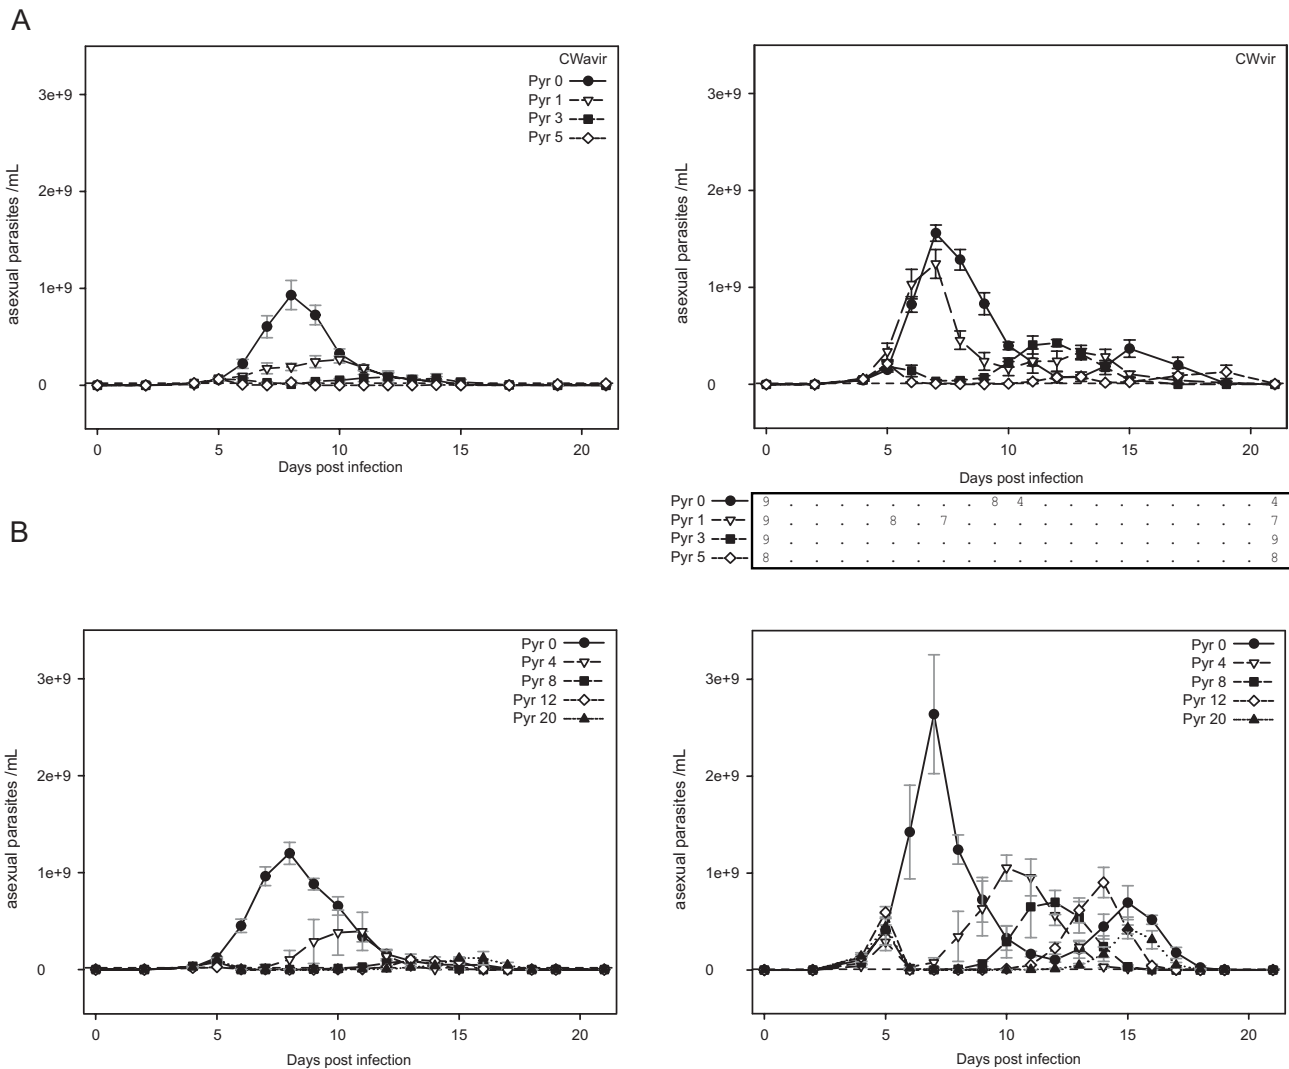 A
CWavir
Pyr 0
Pyr 1
Pyr 3
Pyr 5
3e+9
2e+9
1e+9
0
asexual parasites /mL
0 5 10 15 20
Days post infection
CWvir
3e+9
2e+9
1e+9
0
asexual parasites /mL
0 5 10 15 20
Days post infection
Pyr 0 9 . . . . . . . . 8 4 . . . . . . . . . 4
Pyr 1 9 . . . . 8 . 7 . . . . . . . . . . . . 7
Pyr 3 9 . . . . . . . . . . . . . . . . . . . 9
Pyr 5 8 . . . . . . . . . . . . . . . . . . . 8
B
Pyr 0
Pyr 4
Pyr 8
Pyr 12
Pyr 20
3e+9
2e+9
1e+9
0
asexual parasites /mL
0 5 10 15 20
Days post infection
Pyr 0
Pyr 4
Pyr 8
Pyr 12
Pyr 20
3e+9
2e+9
1e+9
0
asexual parasites /mL
0 5 10 15 20
Days post infection